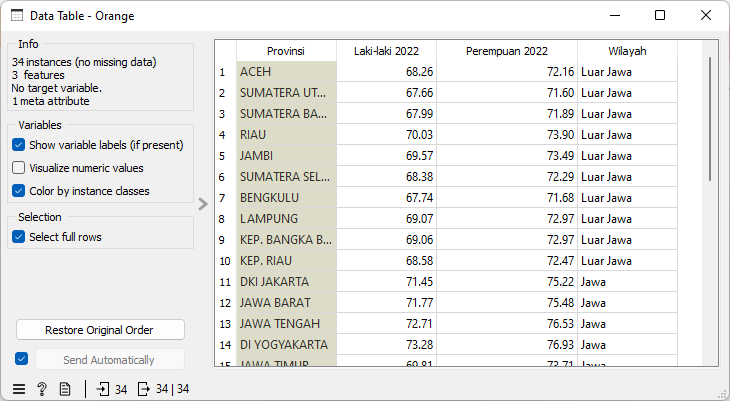 Data Table - Orange
Info
34 instances (no missing data)
3 features
No target variable.
1 meta attribute
Variables
Show variable labels (if present)
Visualize numeric values
Color by instance classes
Selection
Select full rows
Restore Original Order
Send Automatically
34
34 | 34
Provinsi Laki-laki 2022 Perempuan 2022 Wilayah
1 ACEH 68.26 72.16 Luar Jawa
2 SUMATERA UT... 67.66 71.60 Luar Jawa
3 SUMATERA BA... 67.99 71.89 Luar Jawa
4 RIAU 70.03 73.90 Luar Jawa
5 JAMBI 69.57 73.49 Luar Jawa
6 SUMATERA SEL... 68.38 72.29 Luar Jawa
7 BENGKULU 67.74 71.68 Luar Jawa
8 LAMPUNG 69.07 72.97 Luar Jawa
9 KEP. BANGKA B... 69.06 72.97 Luar Jawa
10 KEP. RIAU 68.58 72.47 Luar Jawa
11 DKI JAKARTA 71.45 75.22 Jawa
12 JAWA BARAT 71.77 75.48 Jawa
13 JAWA TENGAH 72.71 76.53 Jawa
14 DI YOGYAKARTA 73.28 76.93 Jawa
15 JAWA TIMUR 69.81 73.71 Jawa